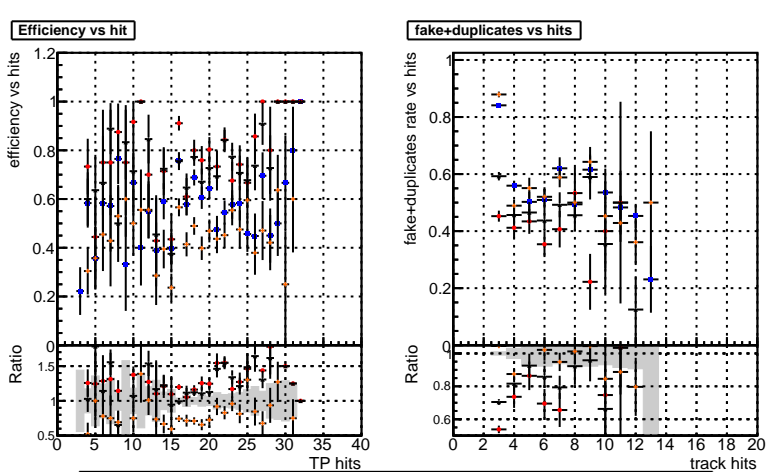 Efficiency vs hit
efficiency vs hits
1.2
1
0.8
0.6
0.4
0.2
0
Ratio
1.5
1
0.5
0 5 10 15 20 25 30 35 40
TP hits
fake+duplicates vs hits
fake+duplicates rate vs hits
1
0.8
0.6
0.4
0.2
0
Ratio
1
0.8
0.6
0 2 4 6 8 10 12 14 16 18 20
track hits